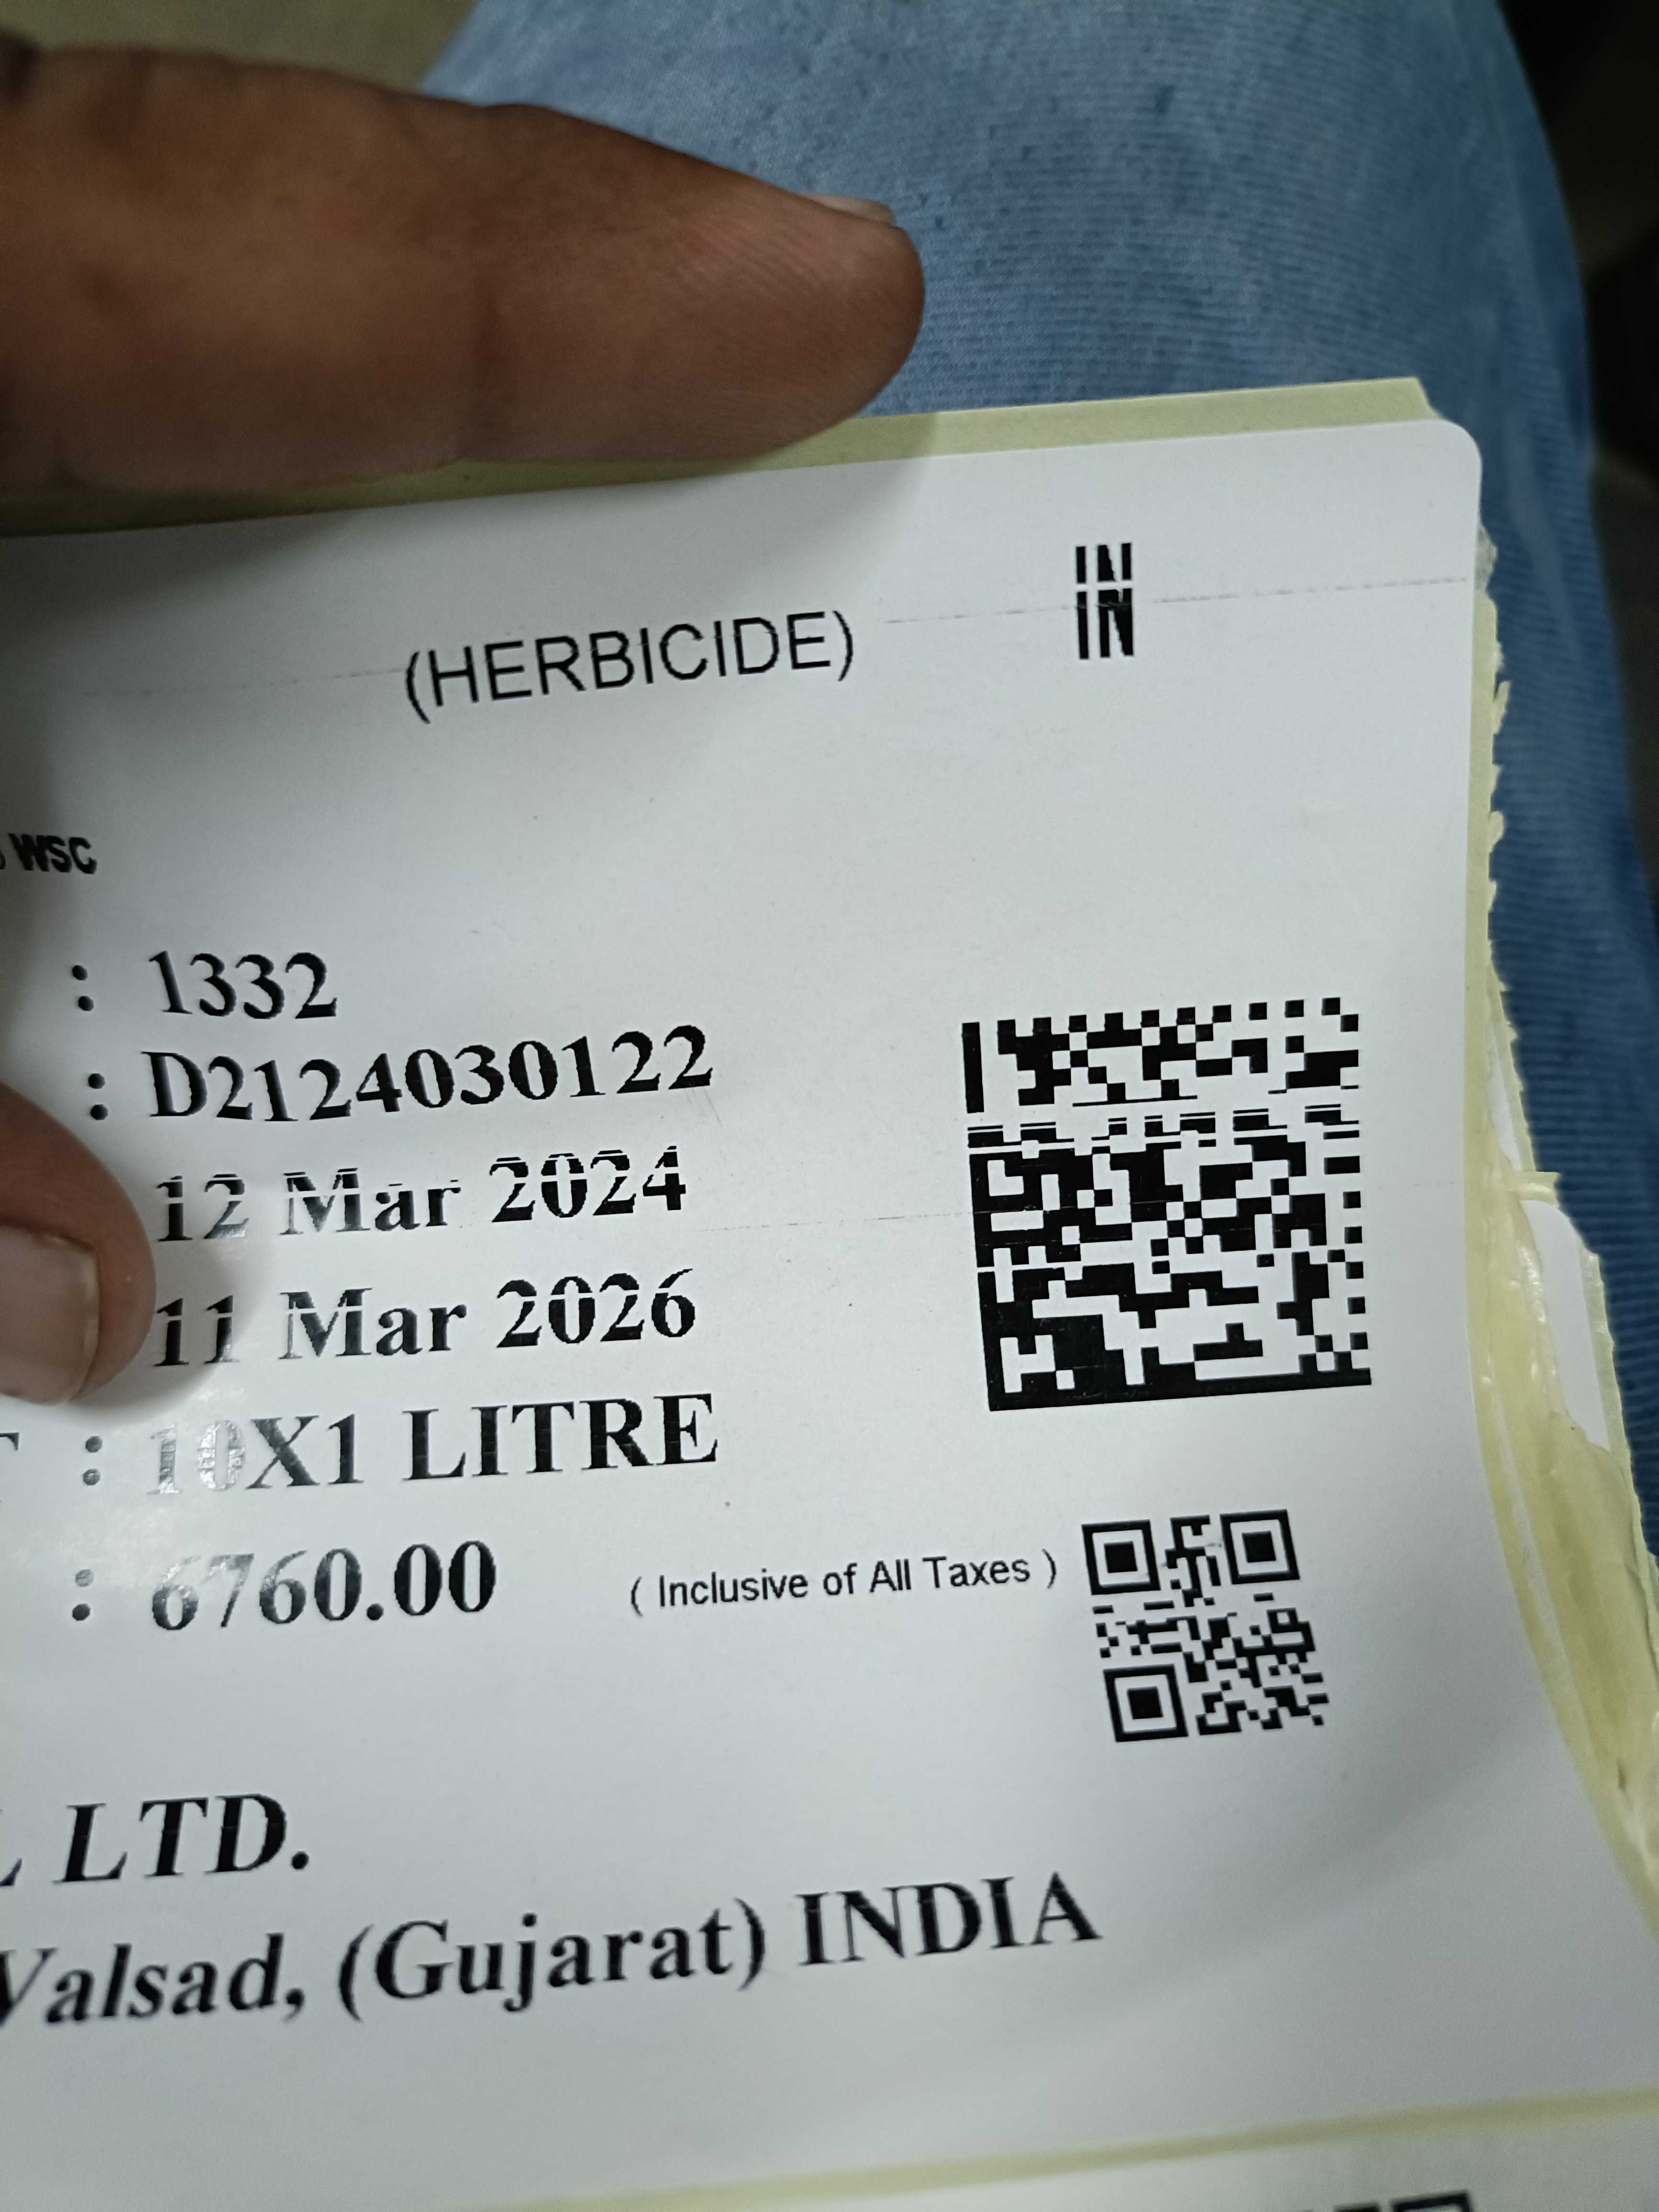 (HERBICIDE)
IN
IN
WSC
: 1332
: D2124030122
12 Mar 2024
11 Mar 2026
: 10X1 LITRE
: 6760.00 ( Inclusive of All Taxes )
LTD.
Valsad, (Gujarat) INDIA